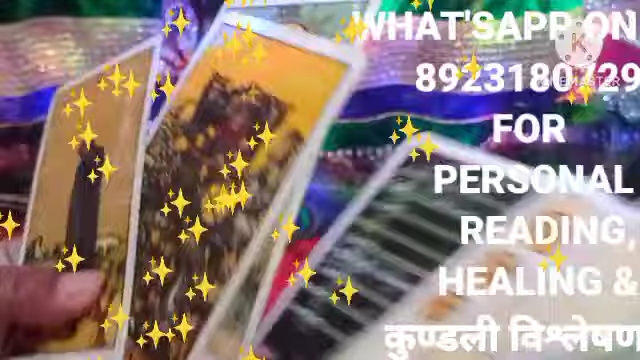 WHAT'SAPP ON
8923180729
FOR
PERSONAL
READING,
HEALING &
कुण्डली विश्लेषण